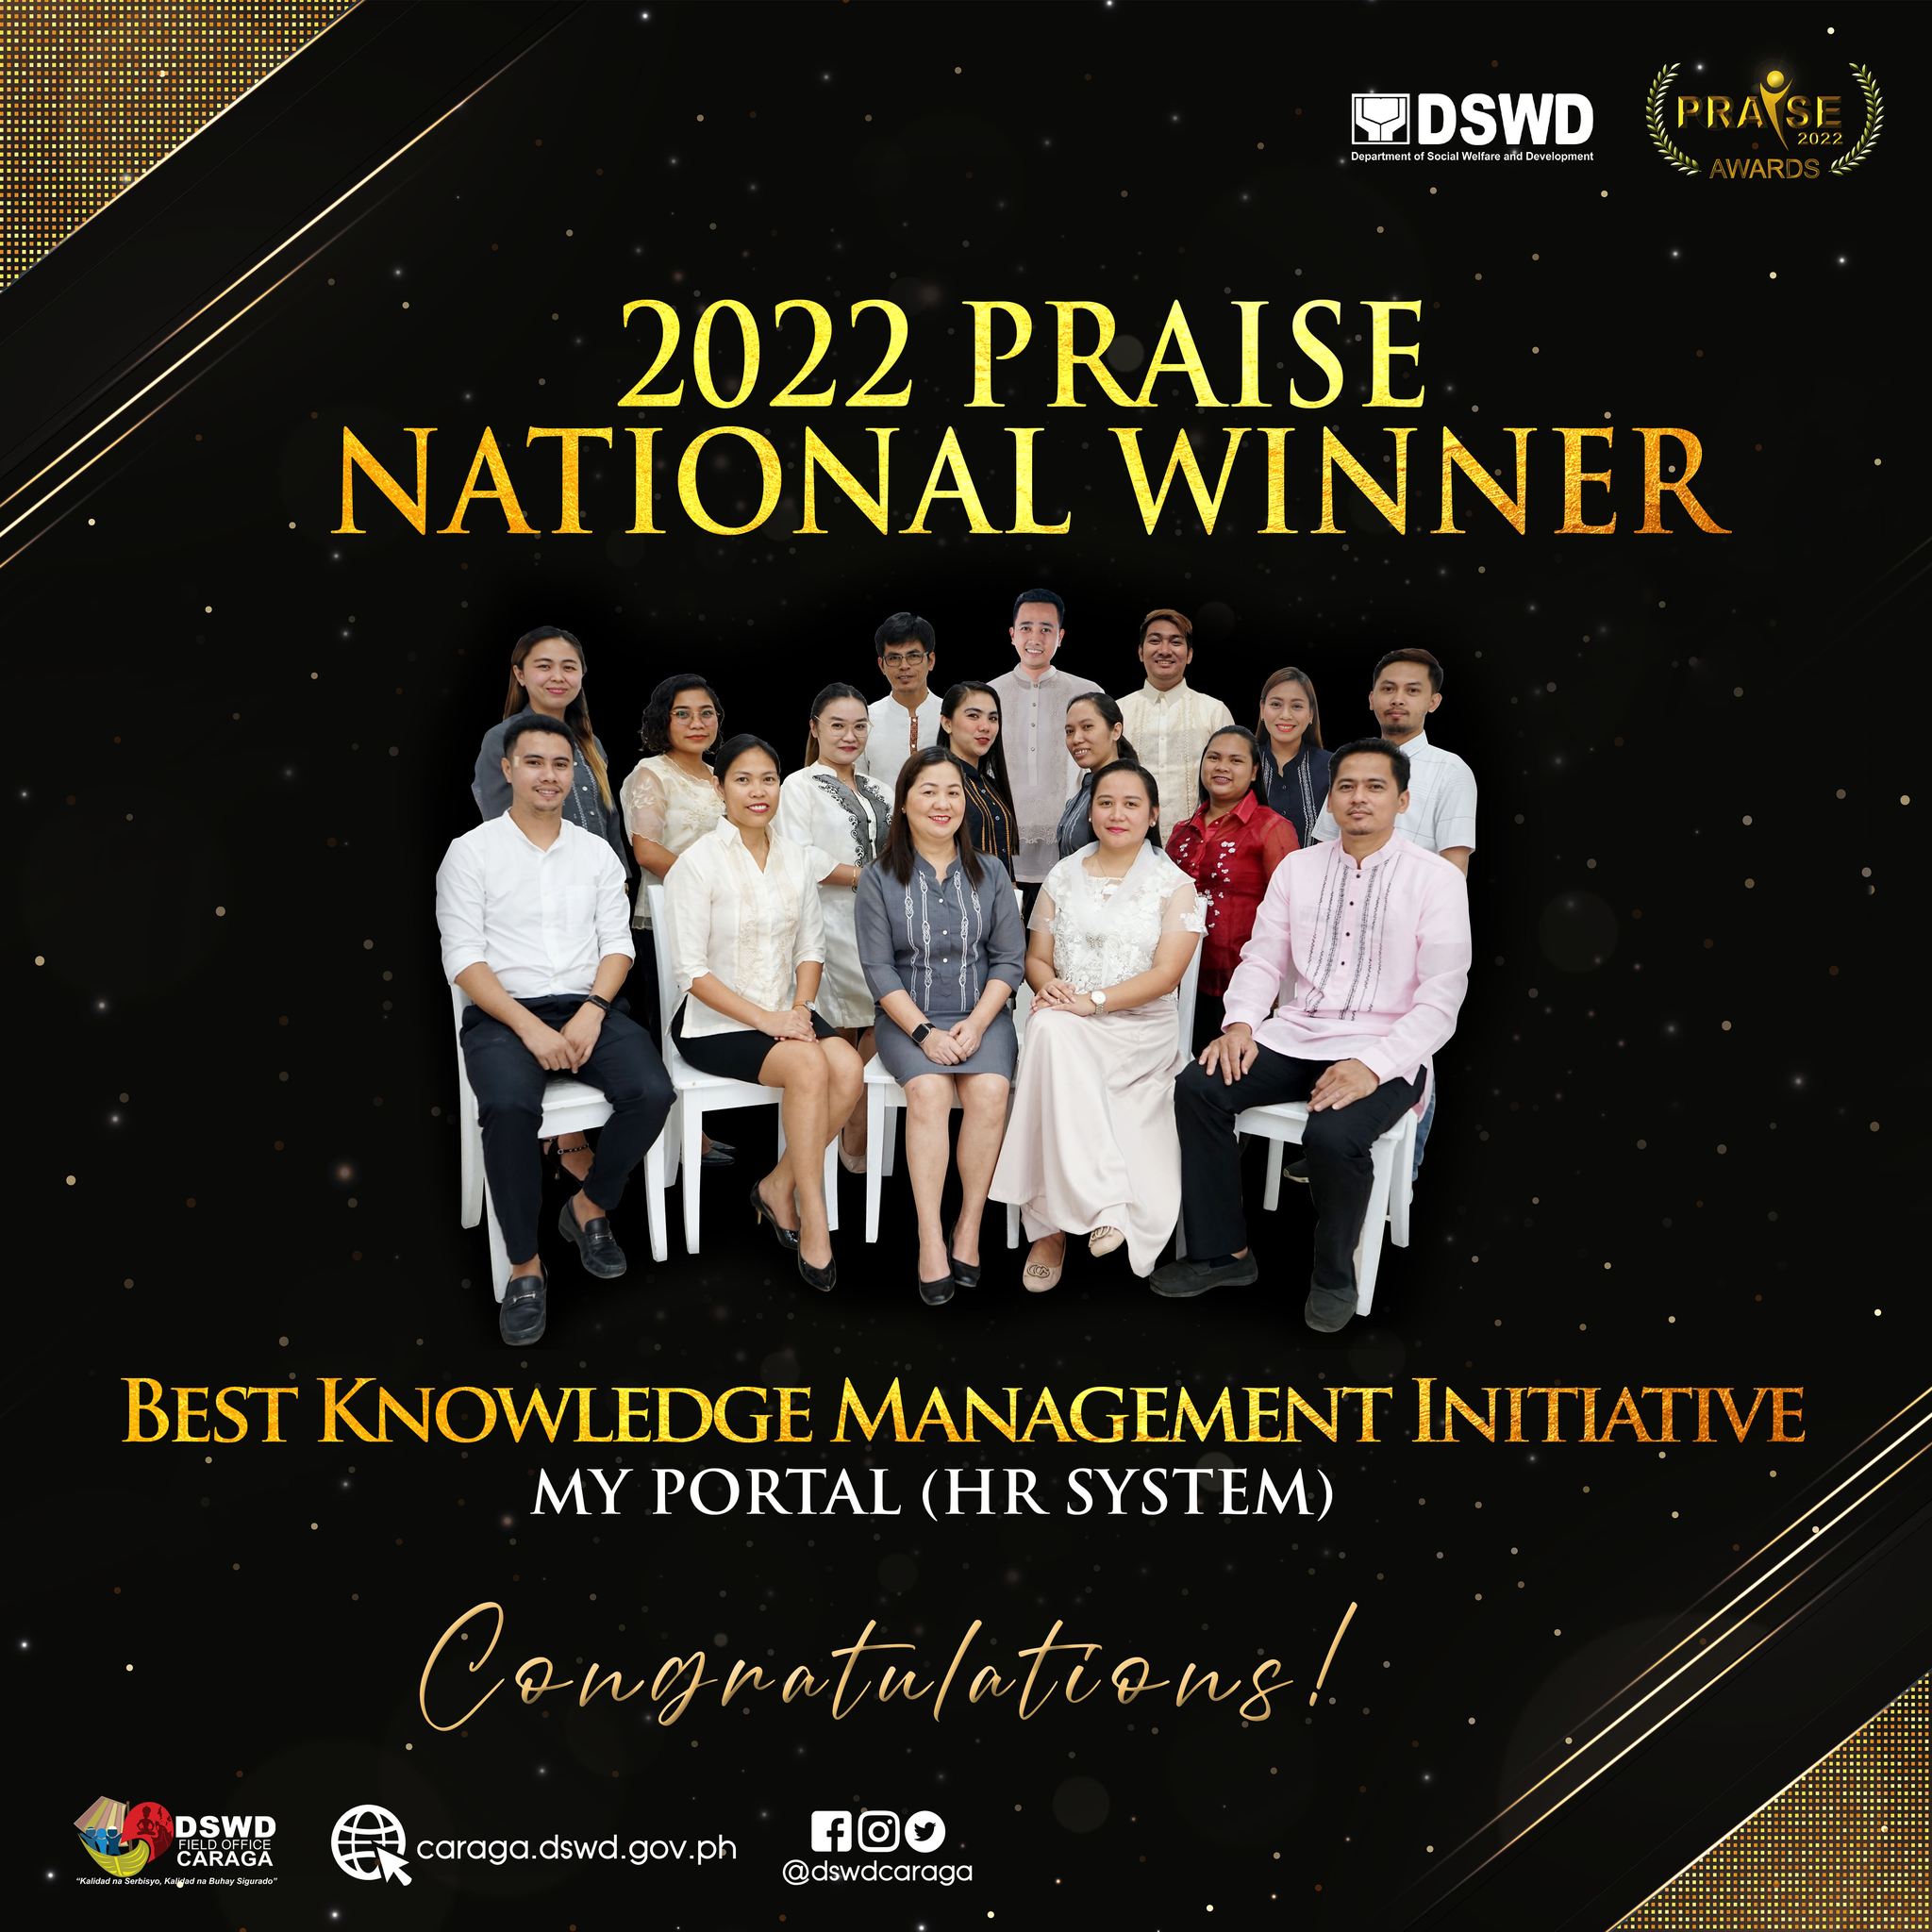 DSWD
Department of Social Welfare and Development
PRAISE
2022
AWARDS
2022 PRAISE
NATIONAL WINNER
BEST KNOWLEDGE MANAGEMENT INITIATIVE
MY PORTAL (HR SYSTEM)
Congratulations!
DSWD
FIELD OFFICE
CARAGA
"Kalidad na Serbisyo, Kalidad na Buhay Sigurado"
caraga.dswd.gov.ph
@dswdcaraga